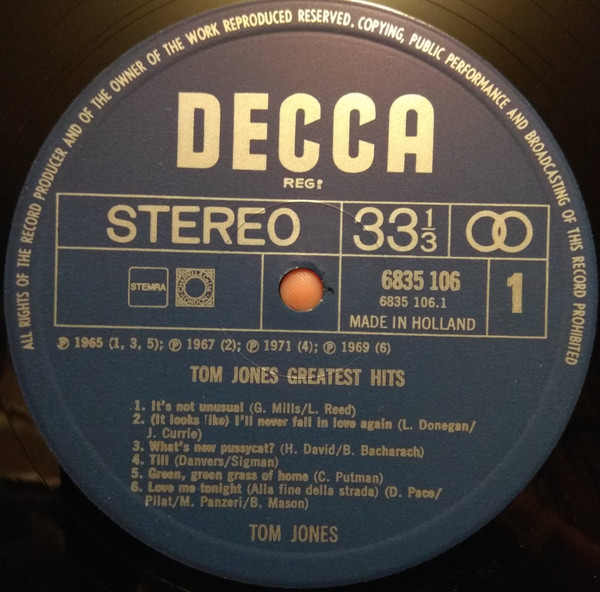 ALL RIGHTS OF THE RECORD PRODUCER AND OF THE OWNER OF THE WORK REPRODUCED RESERVED. COPYING, PUBLIC PERFORMANCE AND BROADCASTING OF THIS RECORD PROHIBITED
DECCA
REGD
STEREO
33 1/3
STEMRA
6835 106
6835 106.1
1
MADE IN HOLLAND
℗ 1965 (1, 3, 5); ℗ 1967 (2); ℗ 1971 (4); ℗ 1969 (6)
TOM JONES GREATEST HITS
1. It's not unusual (G. Mills/L. Reed)
2. (It looks like) I'll never fall in love again (L. Donegan/
J. Currie)
3. What's new pussycat? (H. David/B. Bacharach)
4. Till (Danvers/Sigman)
5. Green, green grass of home (C. Putman)
6. Love me tonight (Alla fine della strada) (D. Pace/
Pilat/M. Panzeri/B. Mason)
TOM JONES